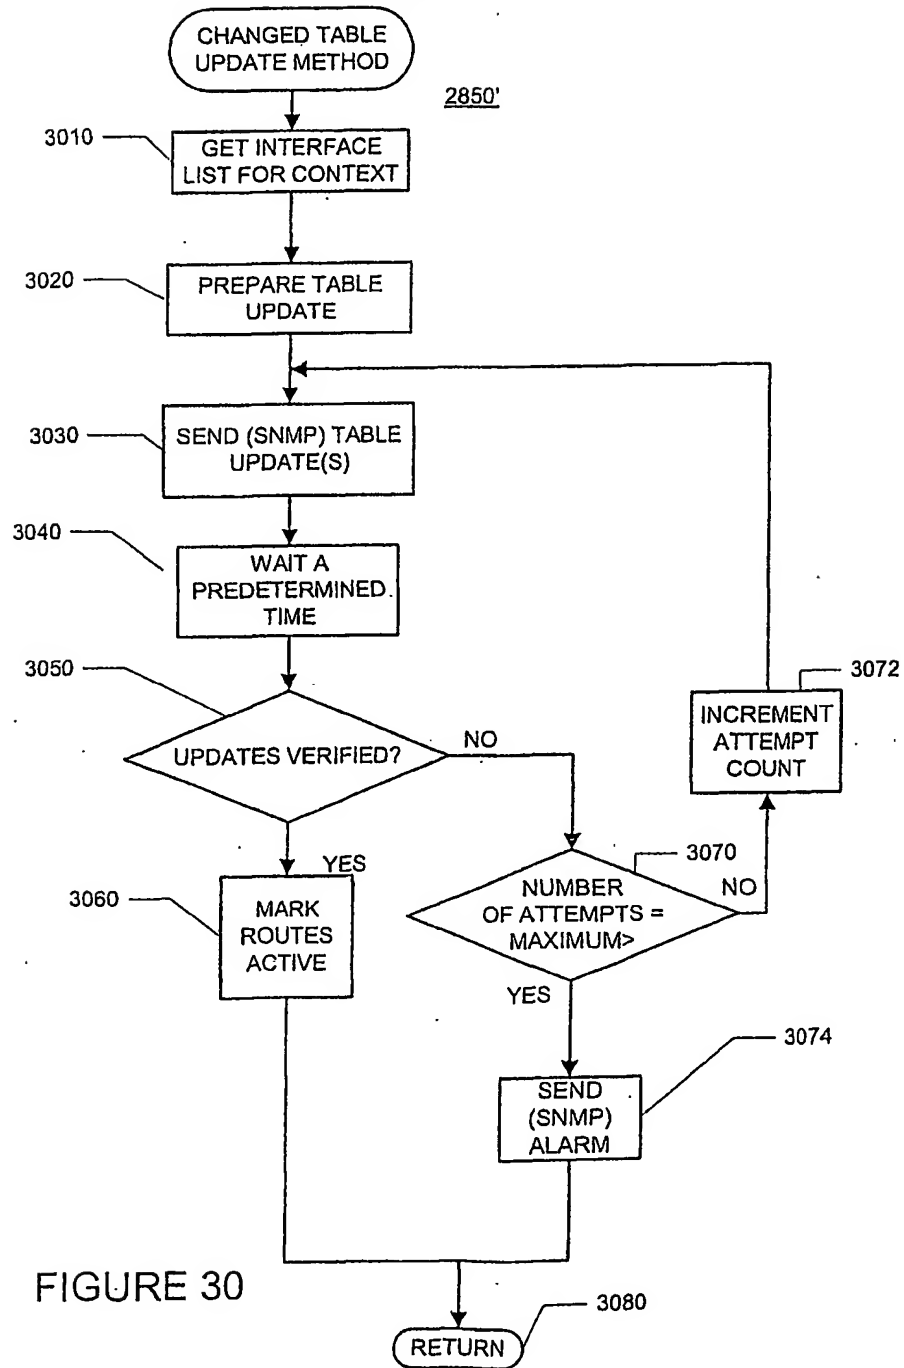 CHANGED TABLE
UPDATE METHOD
2850'
3010
GET INTERFACE
LIST FOR CONTEXT
3020
PREPARE TABLE
UPDATE
3030
SEND (SNMP) TABLE
UPDATE(S)
3040
WAIT A
PREDETERMINED.
TIME
3050
UPDATES VERIFIED?
NO
3072
INCREMENT
ATTEMPT
COUNT
YES
3060
MARK
ROUTES
ACTIVE
3070
NUMBER
OF ATTEMPTS =
MAXIMUM>
NO
YES
3074
SEND
(SNMP)
ALARM
FIGURE 30
3080
RETURN